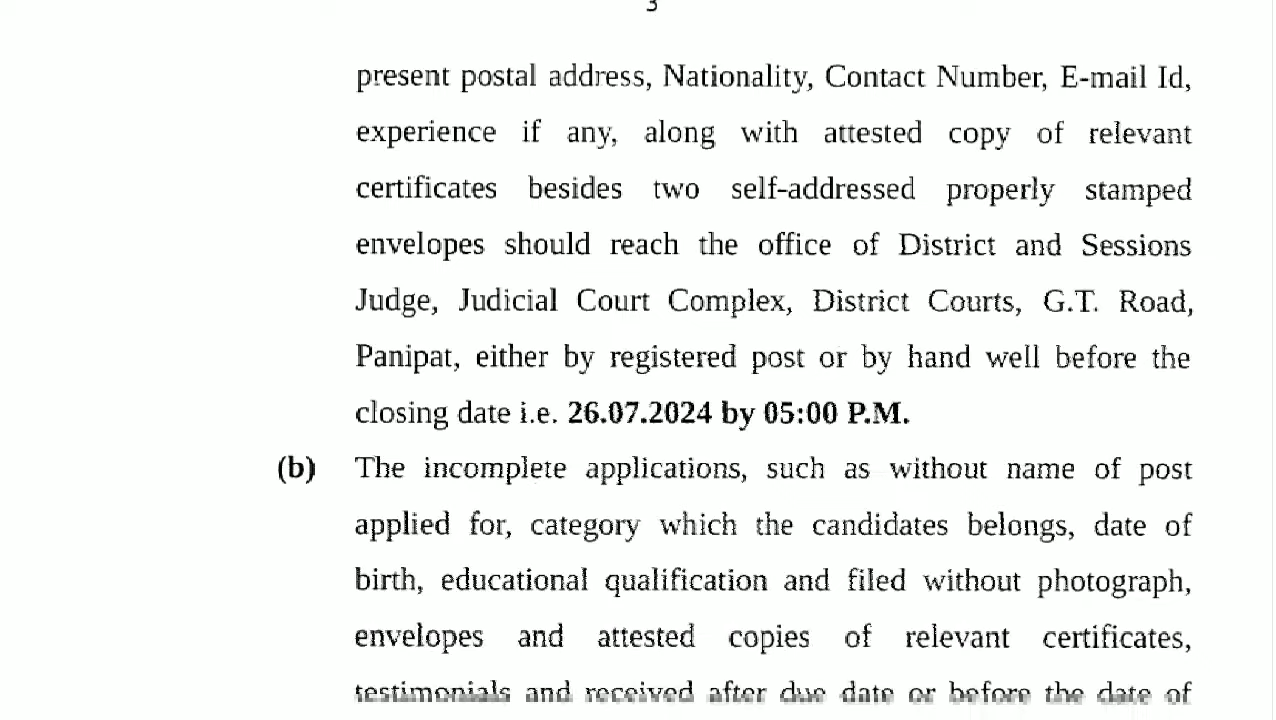 3
present postal address, Nationality, Contact Number, E-mail Id,
experience if any, along with attested copy of relevant
certificates besides two self-addressed properly stamped
envelopes should reach the office of District and Sessions
Judge, Judicial Court Complex, District Courts, G.T. Road,
Panipat, either by registered post or by hand well before the
closing date i.e. 26.07.2024 by 05:00 P.M.
(b) The incomplete applications, such as without name of post
applied for, category which the candidates belongs, date of
birth, educational qualification and filed without photograph,
envelopes and attested copies of relevant certificates,
testimonials and received after due date or before the date of